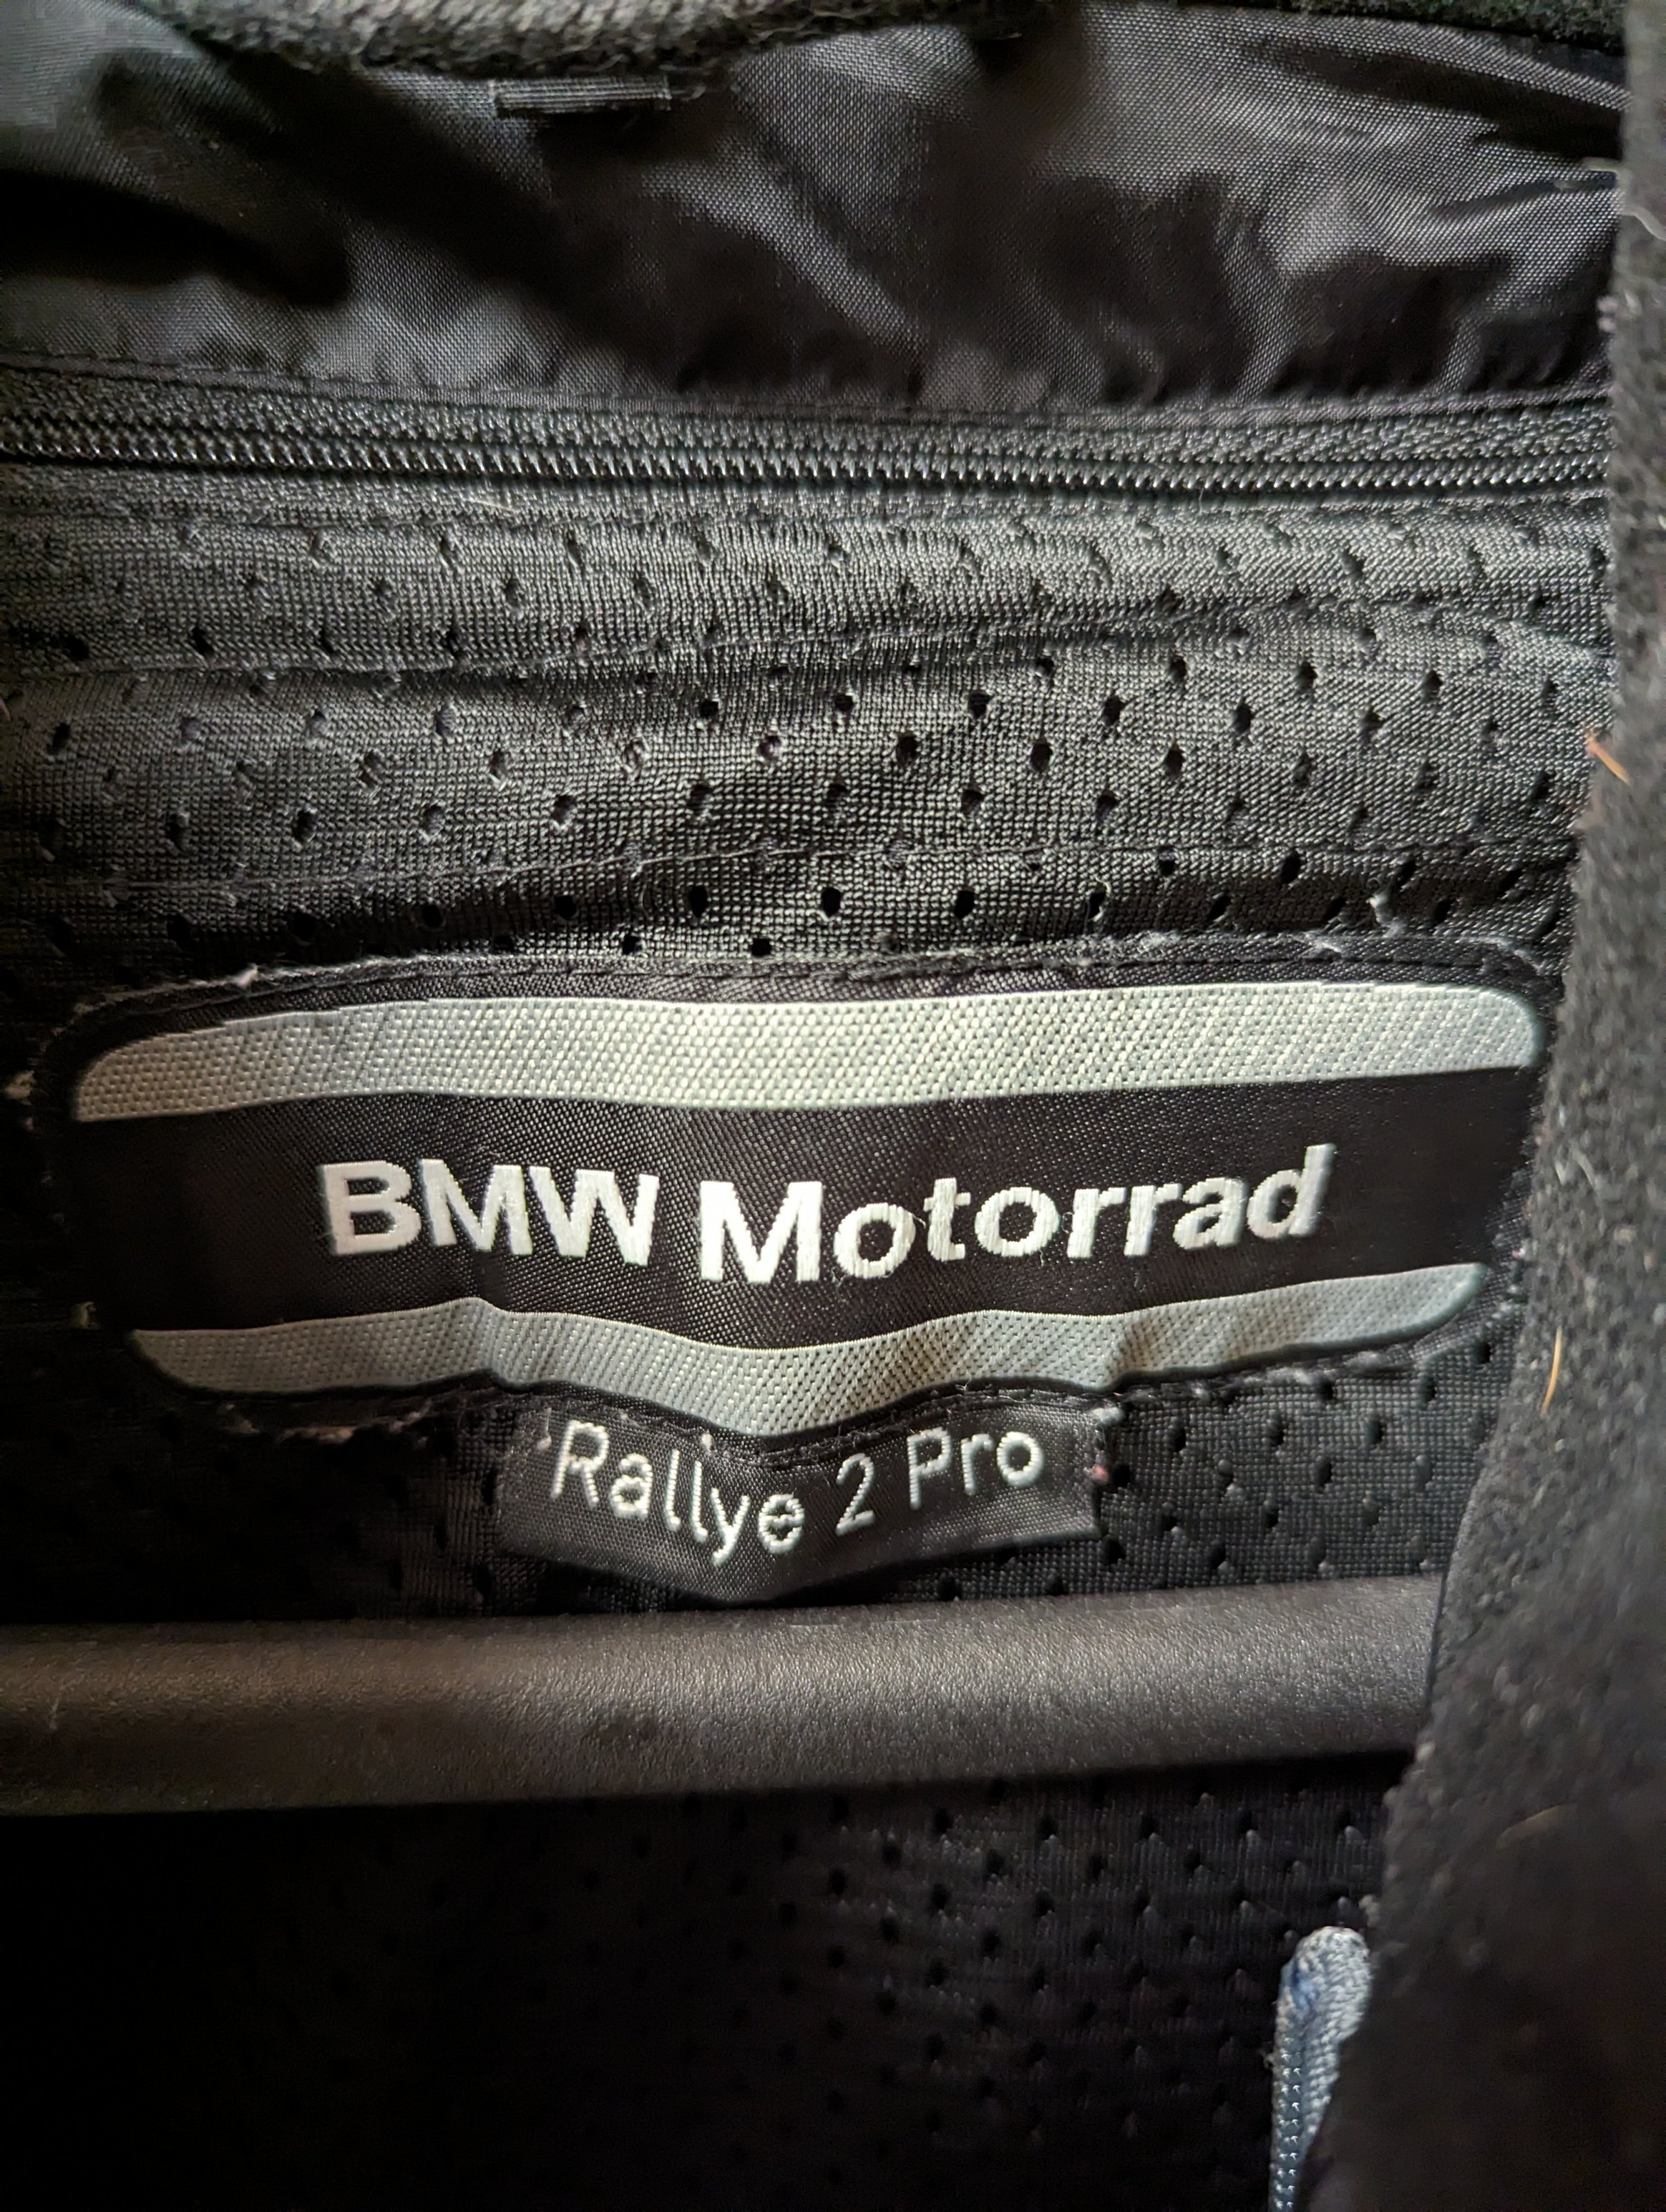 BMW Motorrad
Rallye 2 Pro